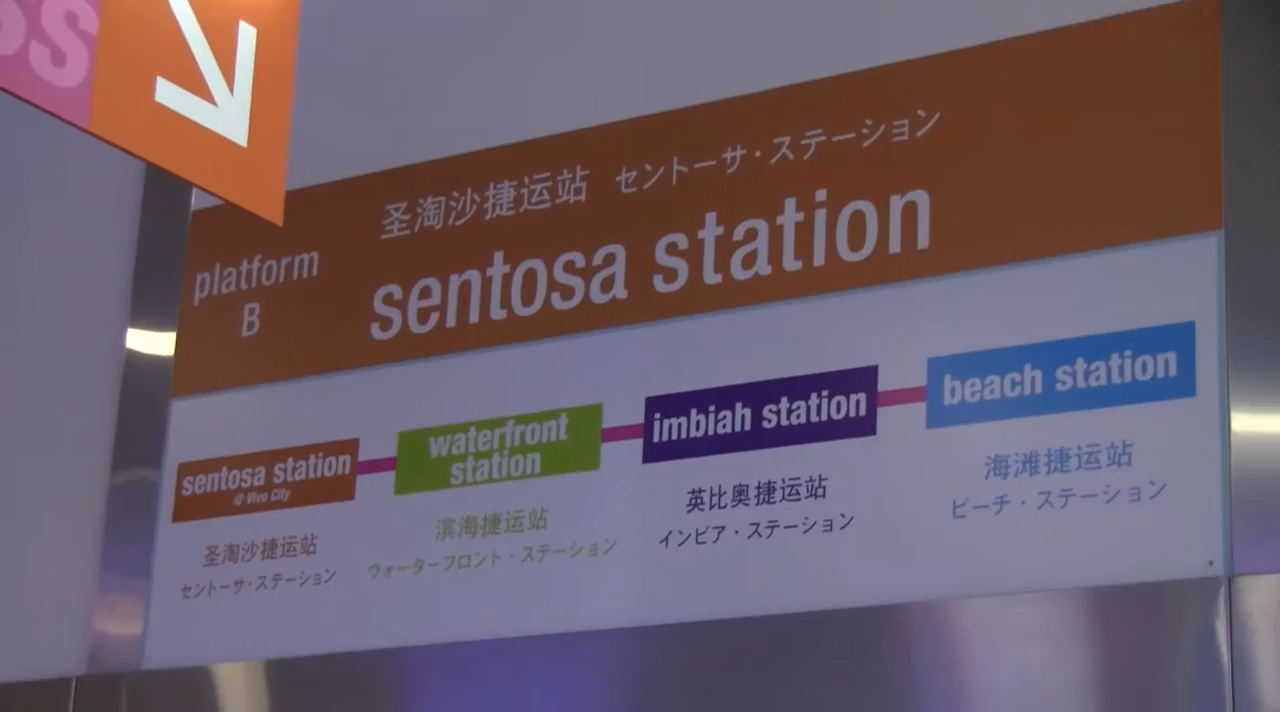 ss
圣淘沙捷运站 セントーサ・ステーション
platform
B
sentosa station
sentosa station
@ Vivo City
圣淘沙捷运站
セントーサ・ステーション
waterfront
station
滨海捷运站
ウォーターフロント・ステーション
imbiah station
英比奥捷运站
インビア・ステーション
beach station
海滩捷运站
ビーチ・ステーション